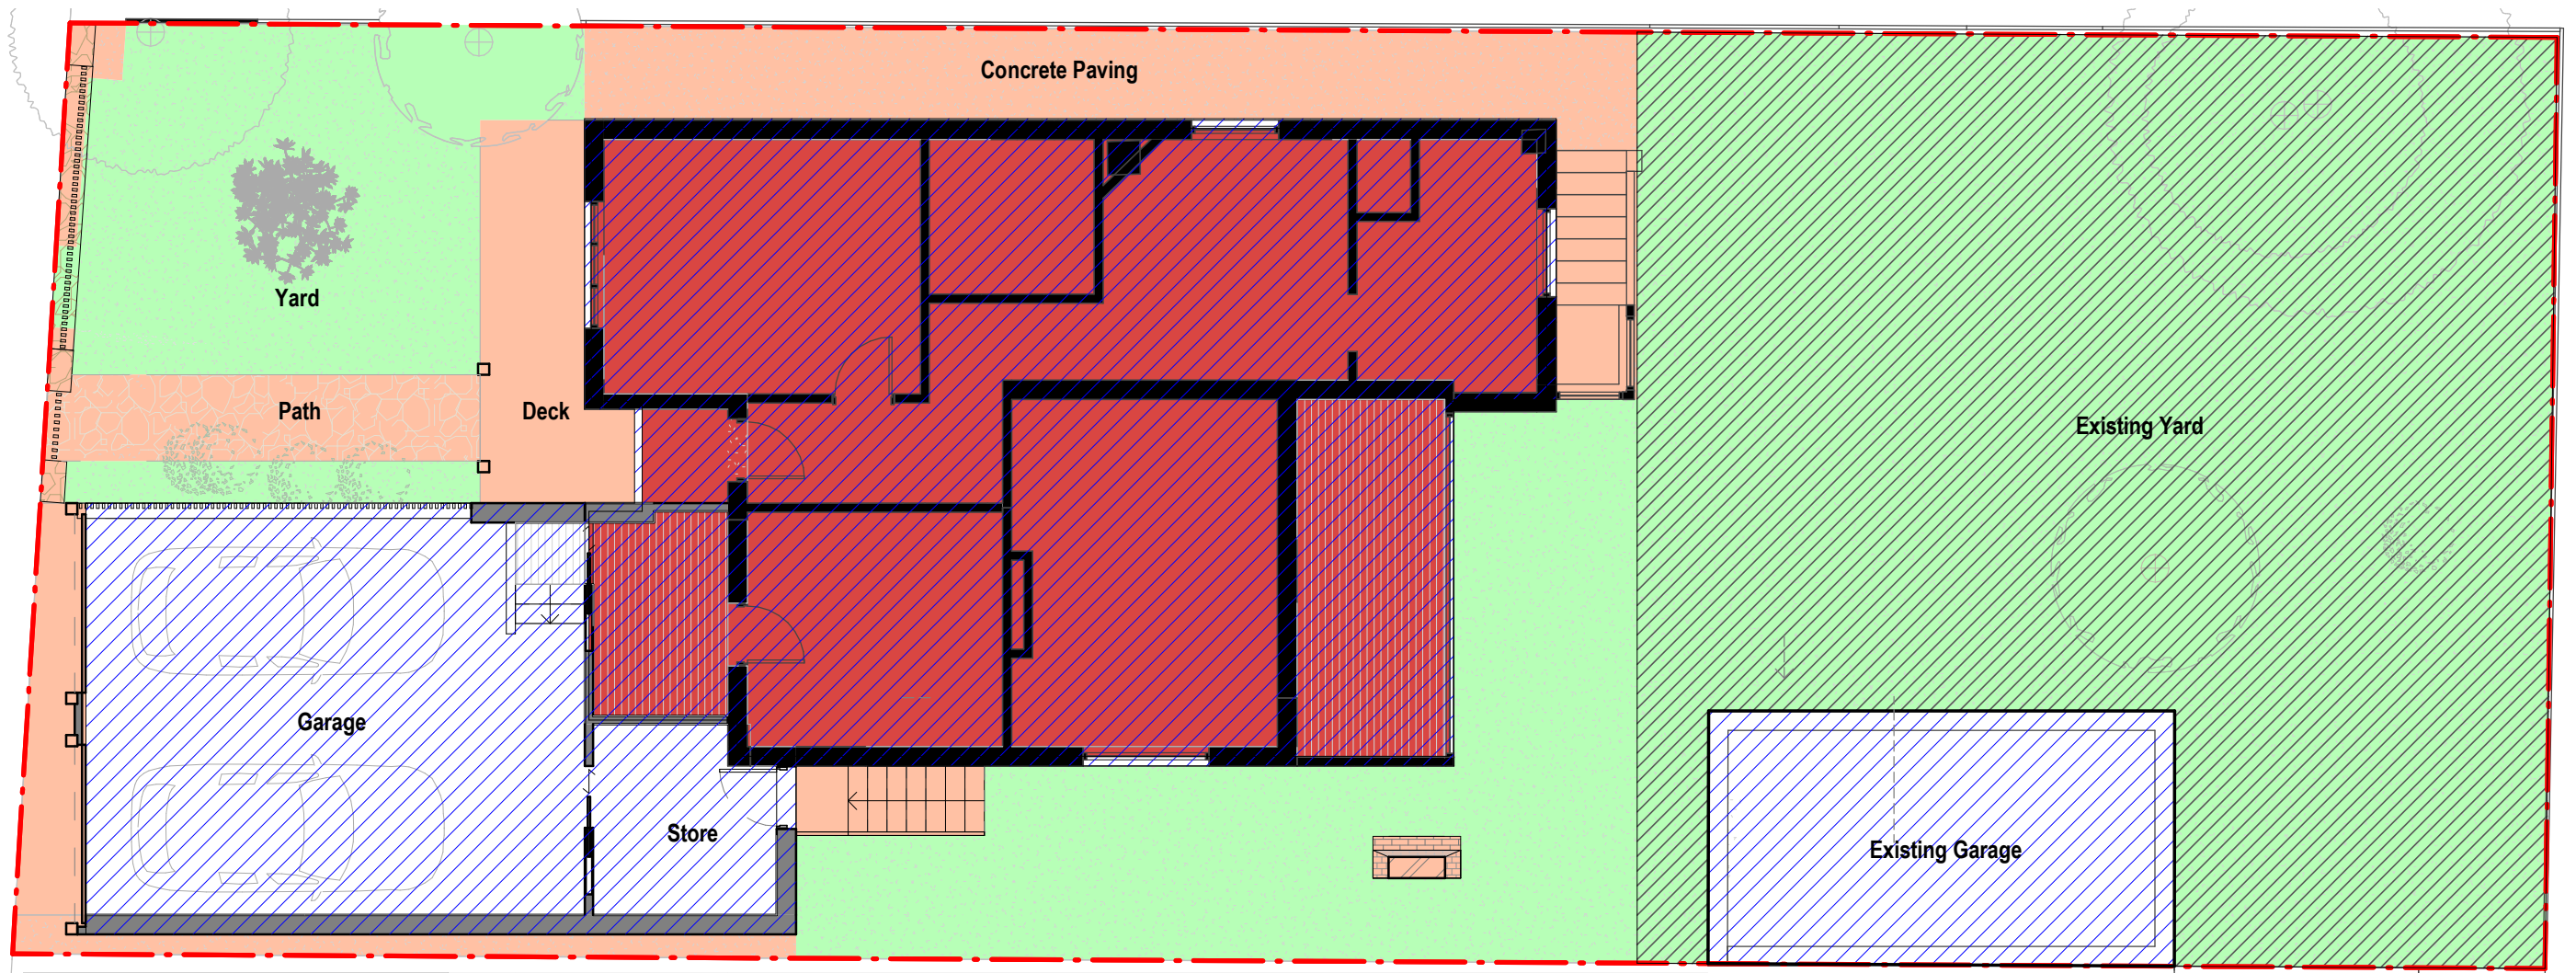 Concrete Paving
Yard
Path
Deck
Existing Yard
Garage
Store
Existing Garage